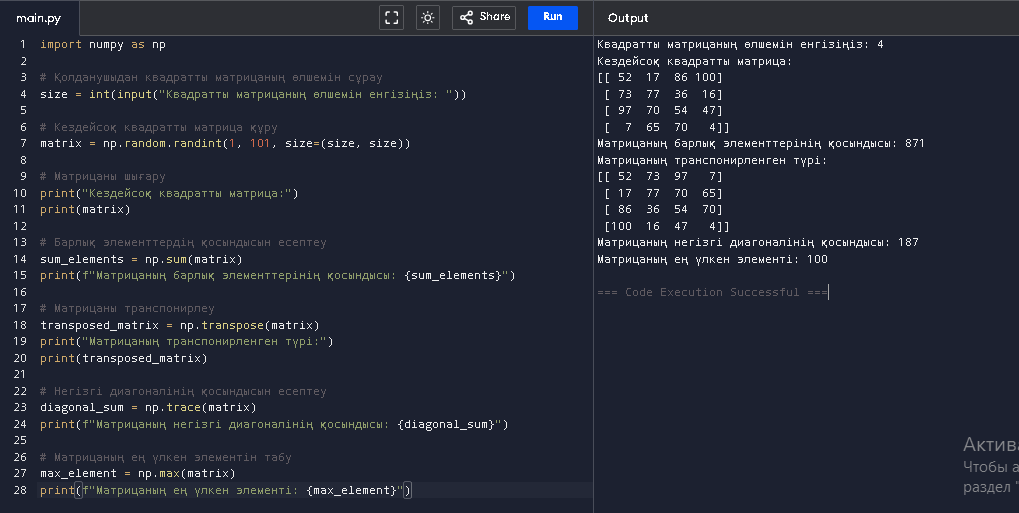 main.py
Share
Run
Output
1 import numpy as np
2
3 # Қолданушыдан квадратты матрицаның өлшемін сұрау
4 size = int(input("Квадратты матрицаның өлшемін енгізіңіз: "))
5
6 # Кездейсоқ квадратты матрица құру
7 matrix = np.random.randint(1, 101, size=(size, size))
8
9 # Матрицаны шығару
10 print("Кездейсоқ квадратты матрица:")
11 print(matrix)
12
13 # Барлық элементтердің қосындысын есептеу
14 sum_elements = np.sum(matrix)
15 print(f"Матрицаның барлық элементтерінің қосындысы: {sum_elements}")
16
17 # Матрицаны транспонирлеу
18 transposed_matrix = np.transpose(matrix)
19 print("Матрицаның транспонирленген түрі:")
20 print(transposed_matrix)
21
22 # Негізгі диагоналінің қосындысын есептеу
23 diagonal_sum = np.trace(matrix)
24 print(f"Матрицаның негізгі диагоналінің қосындысы: {diagonal_sum}")
25
26 # Матрицаның ең үлкен элементін табу
27 max_element = np.max(matrix)
28 print(f"Матрицаның ең үлкен элементі: {max_element}")
Квадратты матрицаның өлшемін енгізіңіз: 4
Кездейсоқ квадратты матрица:
[[ 52  17  86 100]
 [ 73  77  36  16]
 [ 97  70  54  47]
 [  7  65  70   4]]
Матрицаның барлық элементтерінің қосындысы: 871
Матрицаның транспонирленген түрі:
[[ 52  73  97   7]
 [ 17  77  70  65]
 [ 86  36  54  70]
 [100  16  47   4]]
Матрицаның негізгі диагоналінің қосындысы: 187
Матрицаның ең үлкен элементі: 100
=== Code Execution Successful ===
Актива
Чтобы а
раздел "